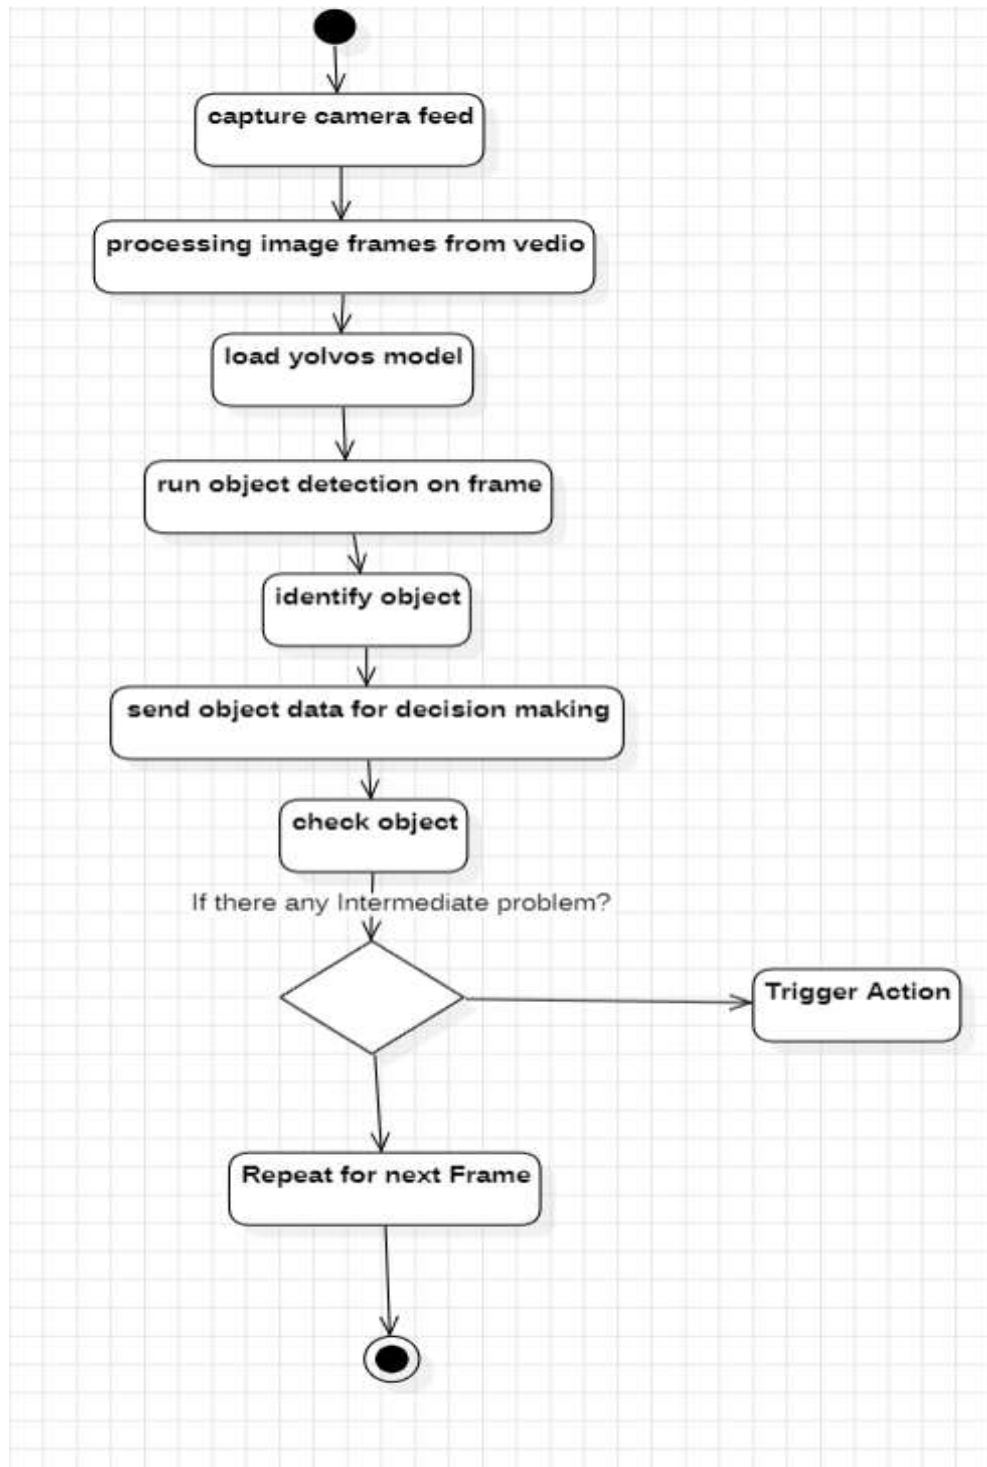 capture camera feed
processing image frames from vedio
load yolvos model
run object detection on frame
identify object
send object data for decision making
check object
If there any Intermediate problem?
Trigger Action
Repeat for next Frame